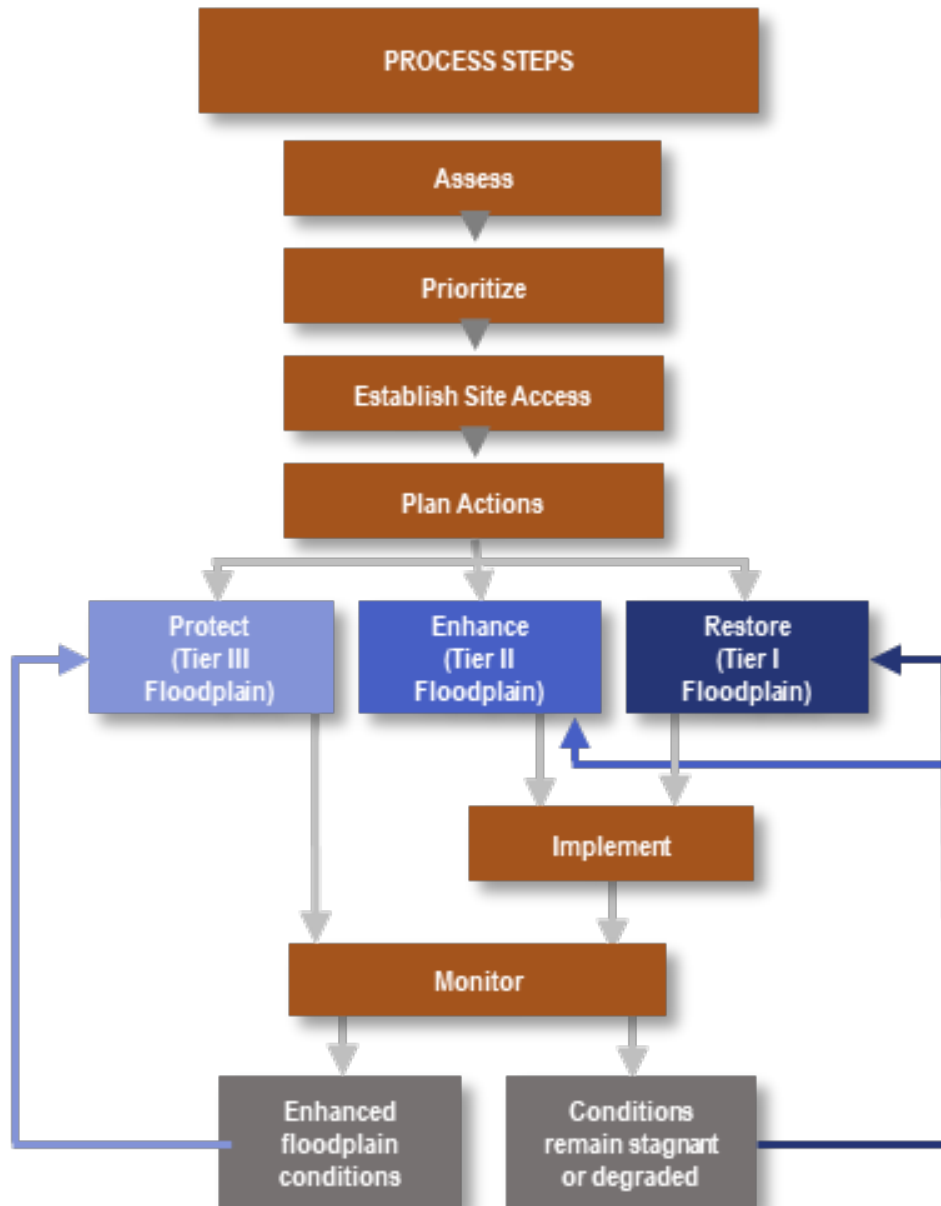 PROCESS STEPS
Assess
Prioritize
Establish Site Access
Plan Actions
Protect
(Tier III
Floodplain)
Enhance
(Tier II
Floodplain)
Restore
(Tier I
Floodplain)
Implement
Monitor
Enhanced
floodplain
conditions
Conditions
remain stagnant
or degraded